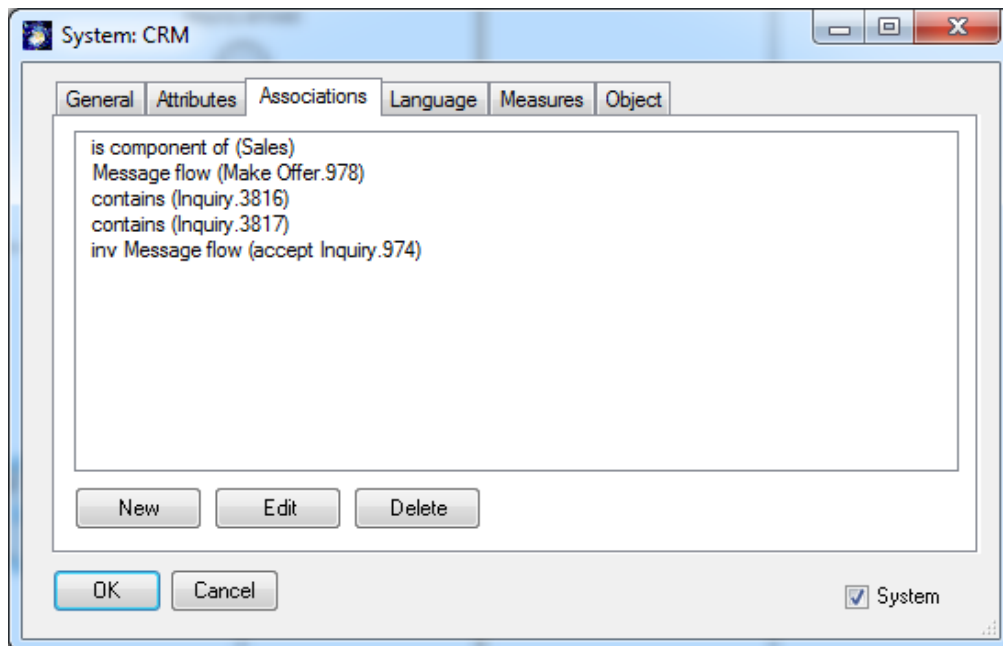 System: CRM
General Attributes Associations Language Measures Object
is component of (Sales)
Message flow (Make Offer.978)
contains (Inquiry.3816)
contains (Inquiry.3817)
inv Message flow (accept Inquiry.974)
New Edit Delete
OK Cancel System